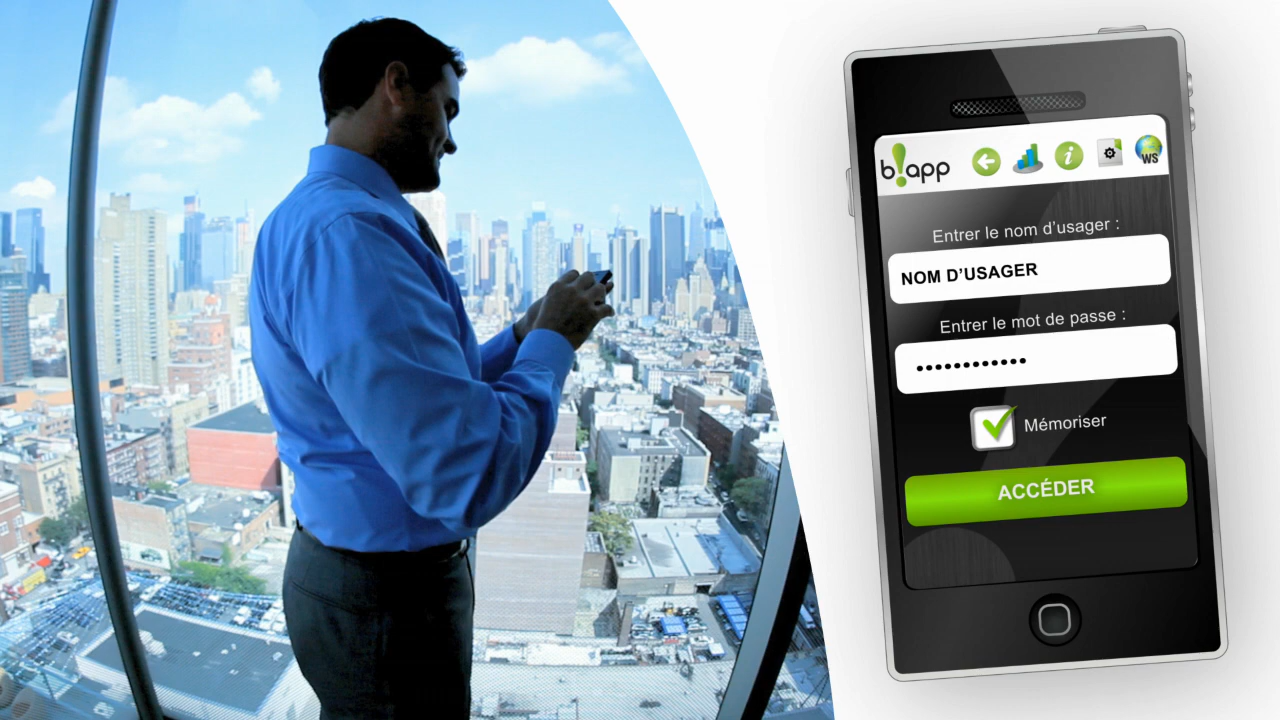 b!app
WS
Entrer le nom d'usager :
NOM D'USAGER
Entrer le mot de passe :
••••••••••••
Mémoriser
ACCÉDER